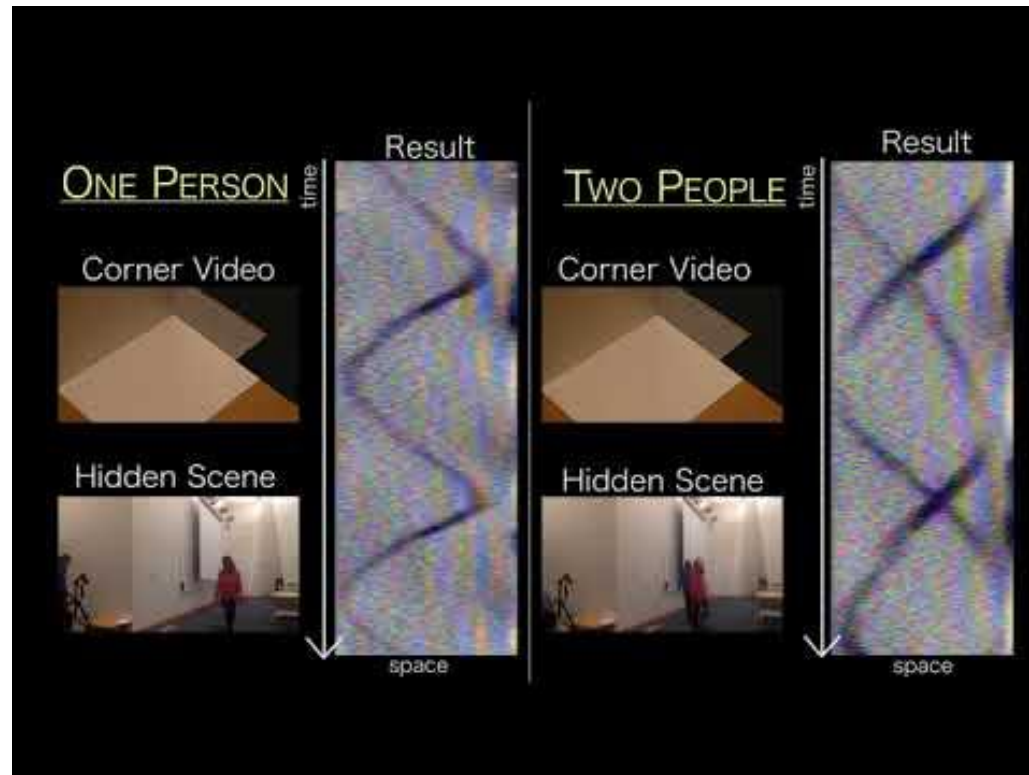 ONE PERSON
Corner Video
Hidden Scene
Result
time
space
TWO PEOPLE
Corner Video
Hidden Scene
Result
time
space